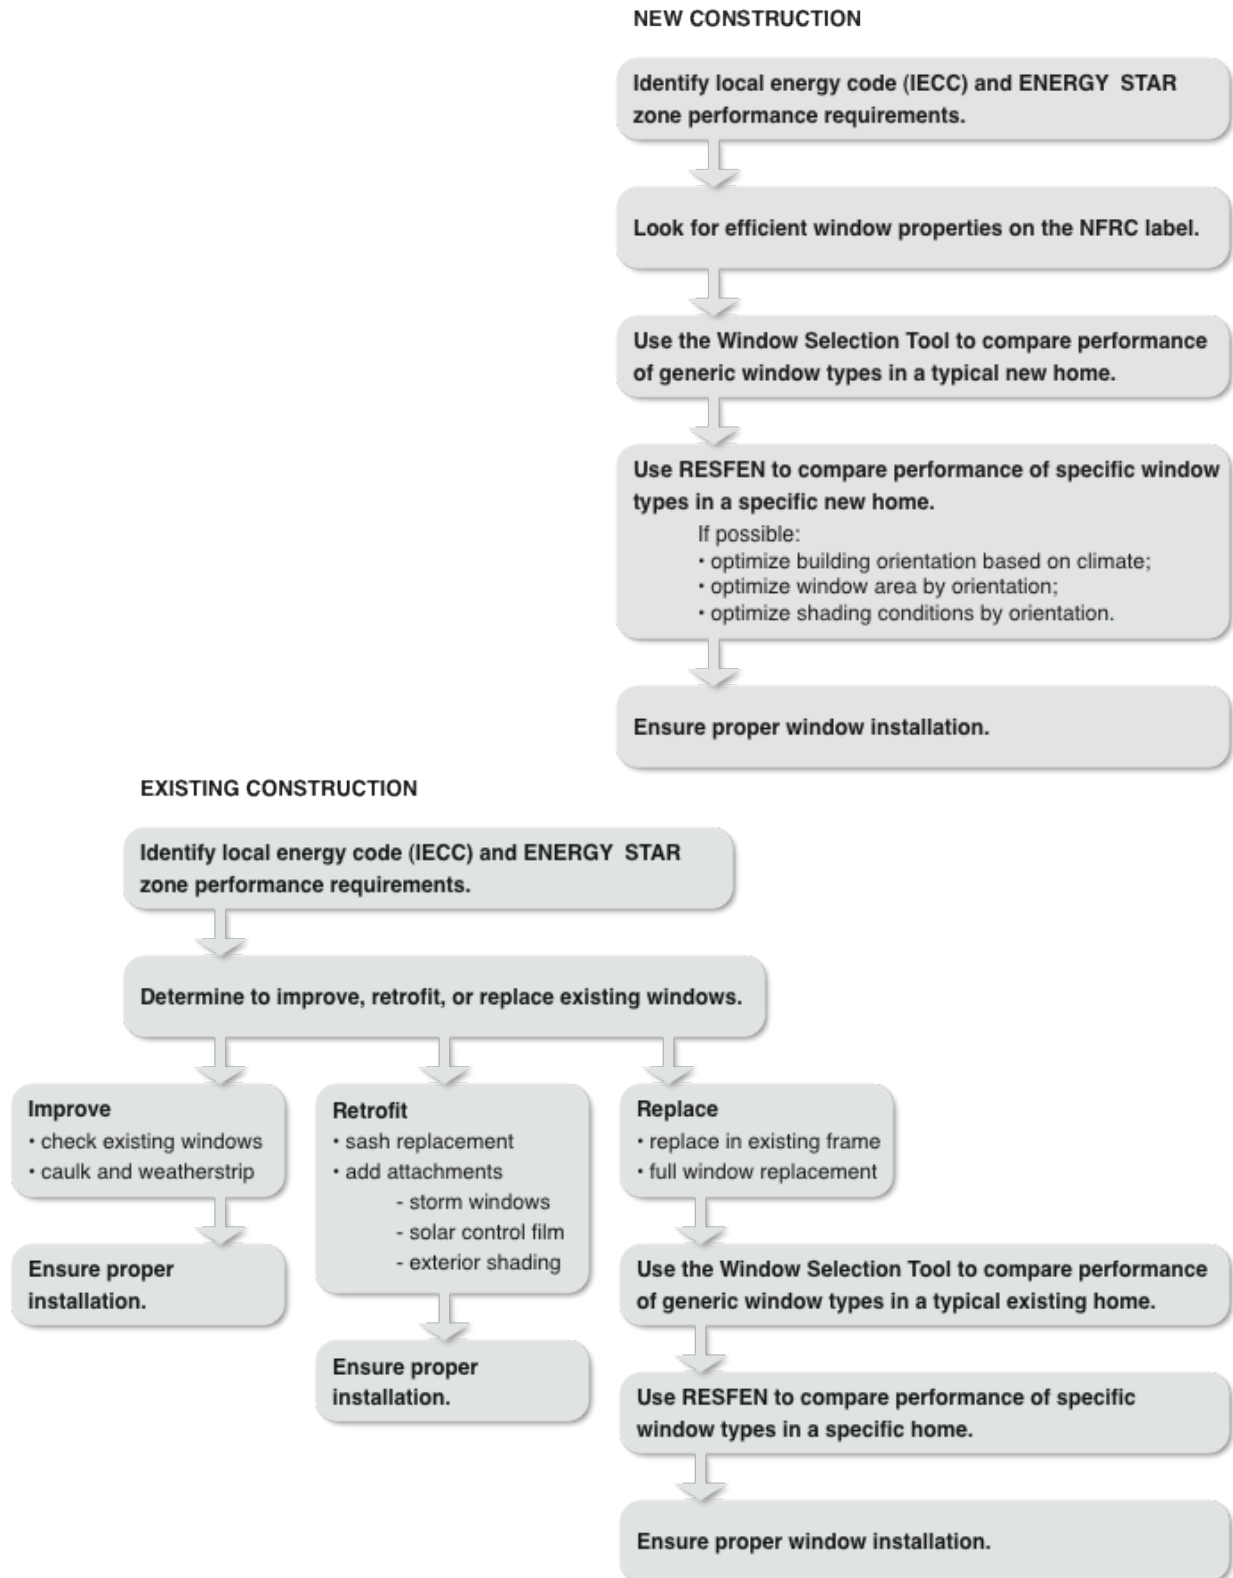 NEW CONSTRUCTION
Identify local energy code (IECC) and ENERGY STAR
zone performance requirements.
Look for efficient window properties on the NFRC label.
Use the Window Selection Tool to compare performance
of generic window types in a typical new home.
Use RESFEN to compare performance of specific window
types in a specific new home.
If possible:
• optimize building orientation based on climate;
• optimize window area by orientation;
• optimize shading conditions by orientation.
Ensure proper window installation.
EXISTING CONSTRUCTION
Identify local energy code (IECC) and ENERGY STAR
zone performance requirements.
Determine to improve, retrofit, or replace existing windows.
Improve
• check existing windows
• caulk and weatherstrip
Ensure proper
installation.
Retrofit
• sash replacement
• add attachments
- storm windows
- solar control film
- exterior shading
Ensure proper
installation.
Replace
• replace in existing frame
• full window replacement
Use the Window Selection Tool to compare performance
of generic window types in a typical existing home.
Use RESFEN to compare performance of specific
window types in a specific home.
Ensure proper window installation.